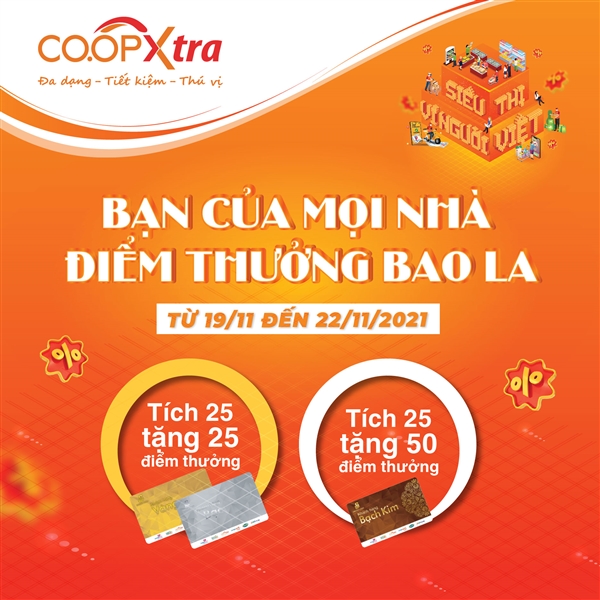 CO.OPXtra
Đa dạng - Tiết kiệm - Thú vị
SIÊU THỊ
VÌ NGƯỜI VIỆT
BẠN CỦA MỌI NHÀ
ĐIỂM THƯỞNG BAO LA
TỪ 19/11 ĐẾN 22/11/2021
%
%
Tích 25
tặng 25
điểm thưởng
Tích 25
tặng 50
điểm thưởng
Bạch Kim